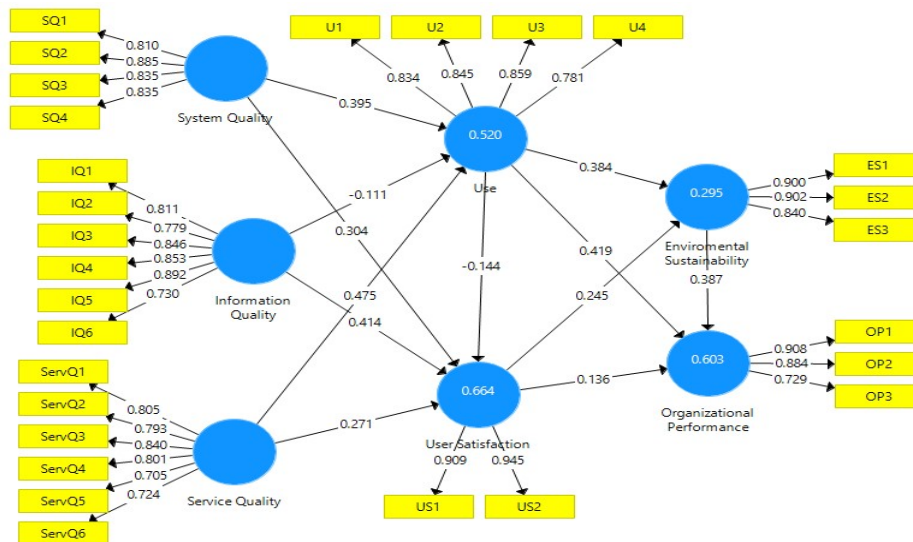 SQ1
SQ2
SQ3
SQ4
0.810
0.885
0.835
0.835
System Quality
U1
U2
U3
U4
0.834
0.845
0.859
0.781
0.395
0.520
Use
IQ1
IQ2
IQ3
IQ4
IQ5
IQ6
0.811
0.779
0.846
0.853
0.892
0.730
Information
Quality
-0.111
0.304
0.384
0.295
Enviromental
Sustainability
ES1
ES2
ES3
0.900
0.902
0.840
-0.144
0.419
0.245
0.387
0.475
0.414
ServQ1
ServQ2
ServQ3
ServQ4
ServQ5
ServQ6
0.805
0.793
0.840
0.801
0.705
0.724
Service Quality
0.271
0.664
User Satisfaction
0.909
0.945
US1
US2
0.136
0.603
Organizational
Performance
OP1
OP2
OP3
0.908
0.884
0.729